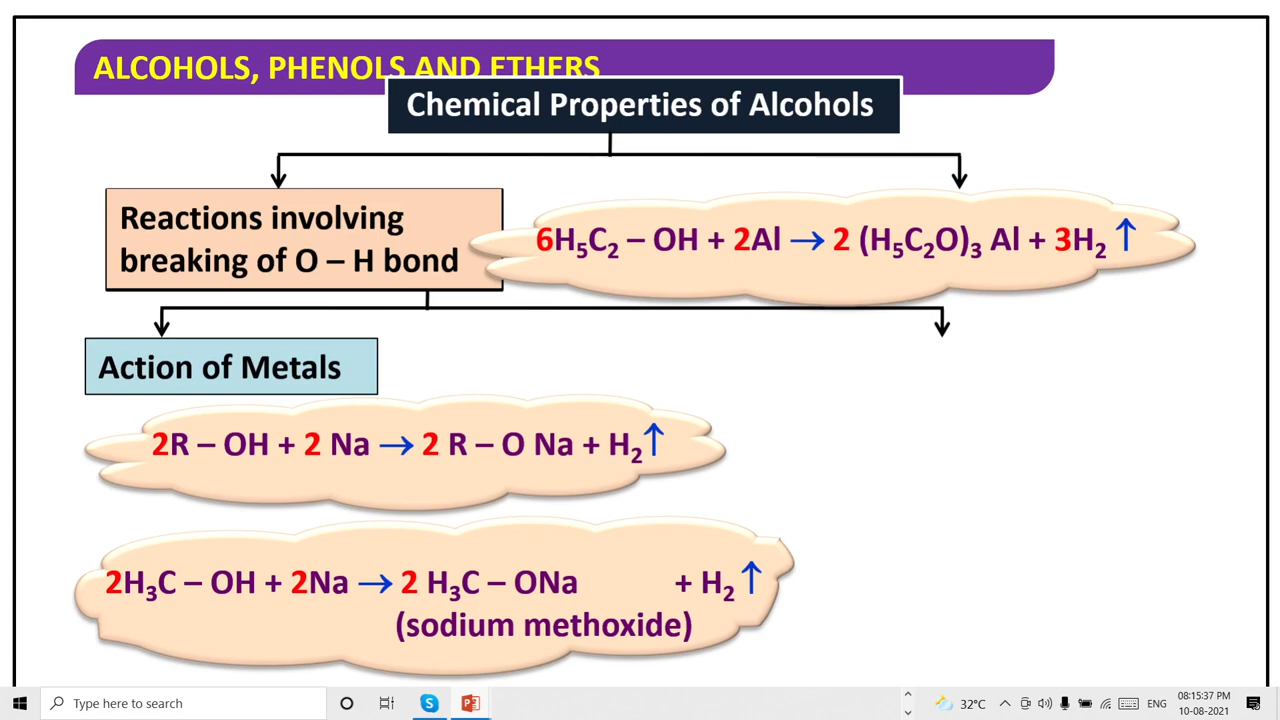 ALCOHOLS, PHENOLS AND ETHERS
Chemical Properties of Alcohols
Reactions involving
breaking of O – H bond
6H₅C₂ – OH + 2Al → 2 (H₅C₂O)₃ Al + 3H₂ ↑
Action of Metals
2R – OH + 2 Na → 2 R – O Na + H₂↑
2H₃C – OH + 2Na → 2 H₃C – ONa + H₂ ↑
(sodium methoxide)
Type here to search
32°C
ENG
08:15:37 PM
10-08-2021